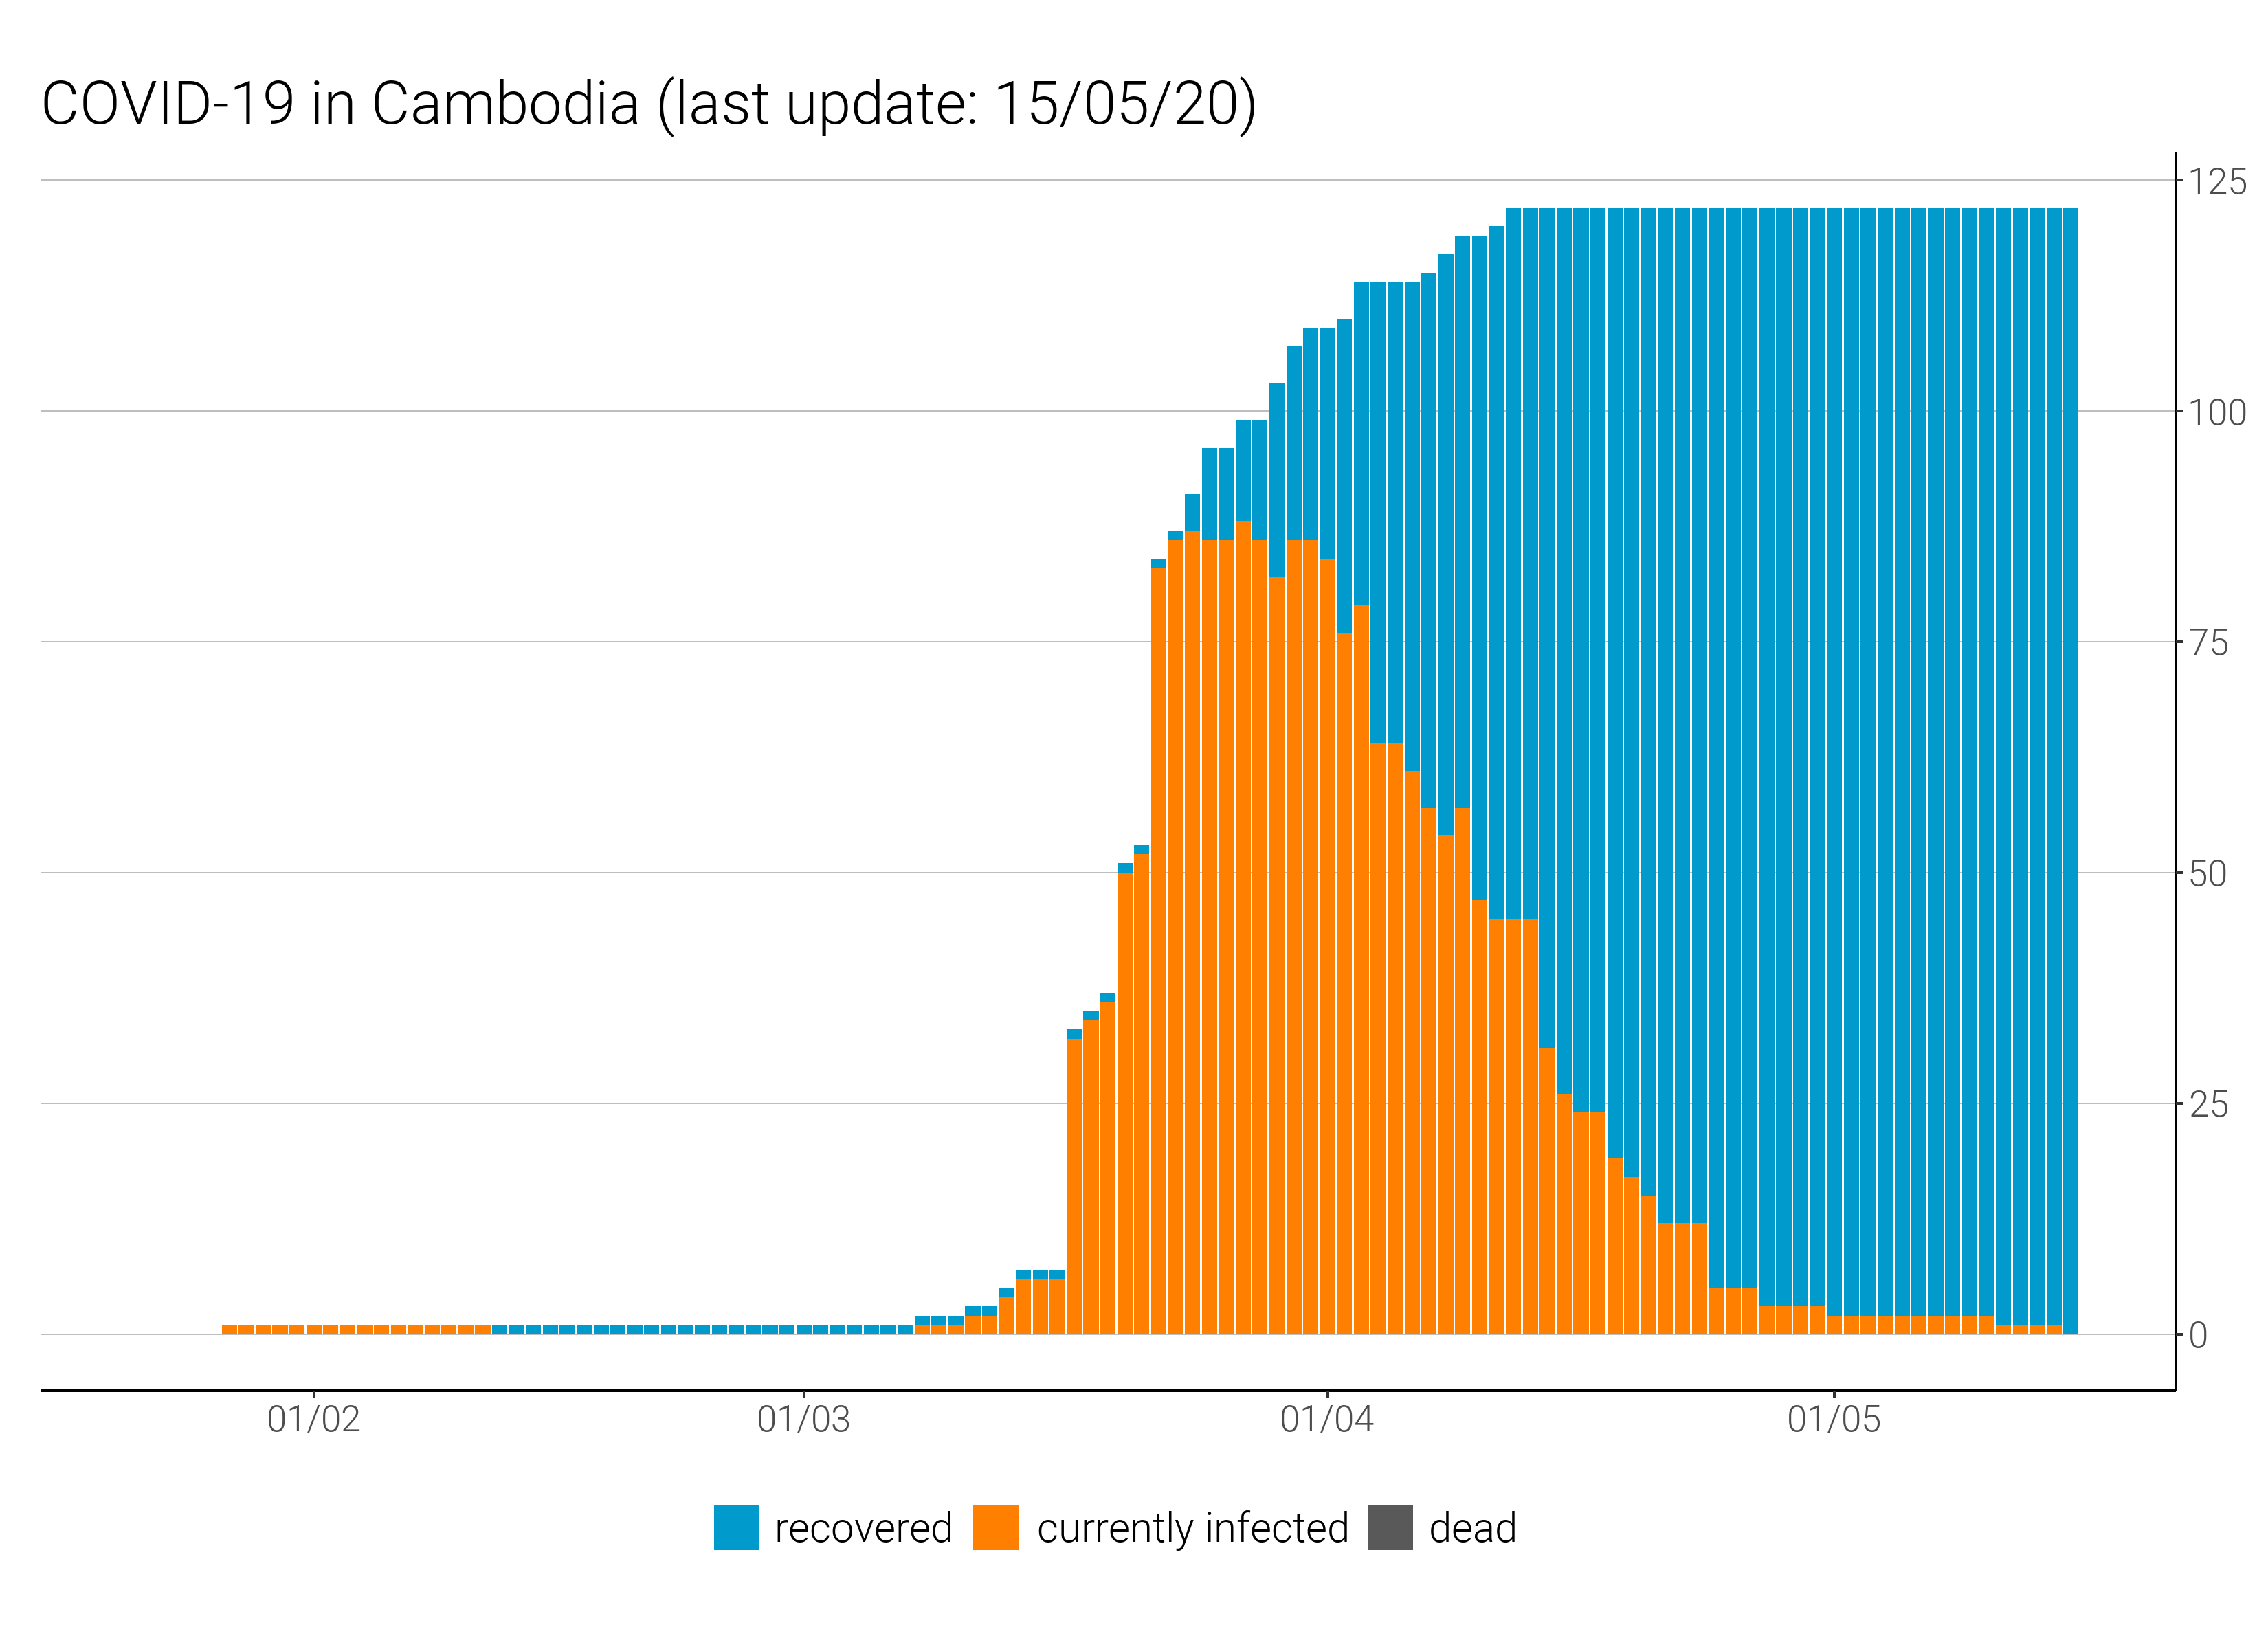 COVID-19 in Cambodia (last update: 15/05/20)
125
100
75
50
25
0
01/02 01/03 01/04 01/05
recovered currently infected dead